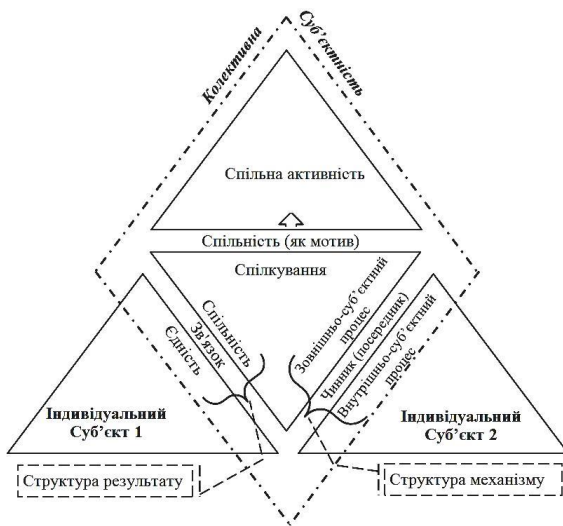 Колективна
Суб’єктність
Спільна активність
Спільність (як мотив)
Спілкування
Спільність
Зв’язок
Єдність
Зовнішньо-суб’єктний
процес
Чинник (посередник)
Внутрішньо-суб’єктний
процес
Індивідуальний
Суб’єкт 1
Індивідуальний
Суб’єкт 2
Структура результату
Структура механізму